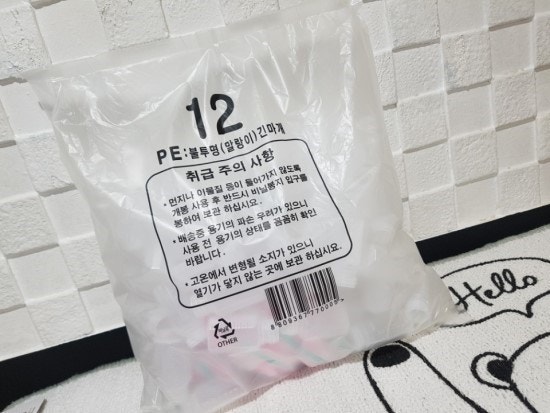 12
PE:불투명(말랑이)긴마개
취급 주의 사항
• 먼지나 이물질 등이 들어가지 않도록
개봉 사용 후 반드시 비닐봉지 입구를
봉하여 보관 하십시요.
• 배송중 용기의 파손 우려가 있으니
사용 전 용기의 상태를 꼼꼼히 확인
바랍니다.
• 고온에서 변형될 소지가 있으니
열기가 닿지 않는 곳에 보관 하십시요.
OTHER
Hello